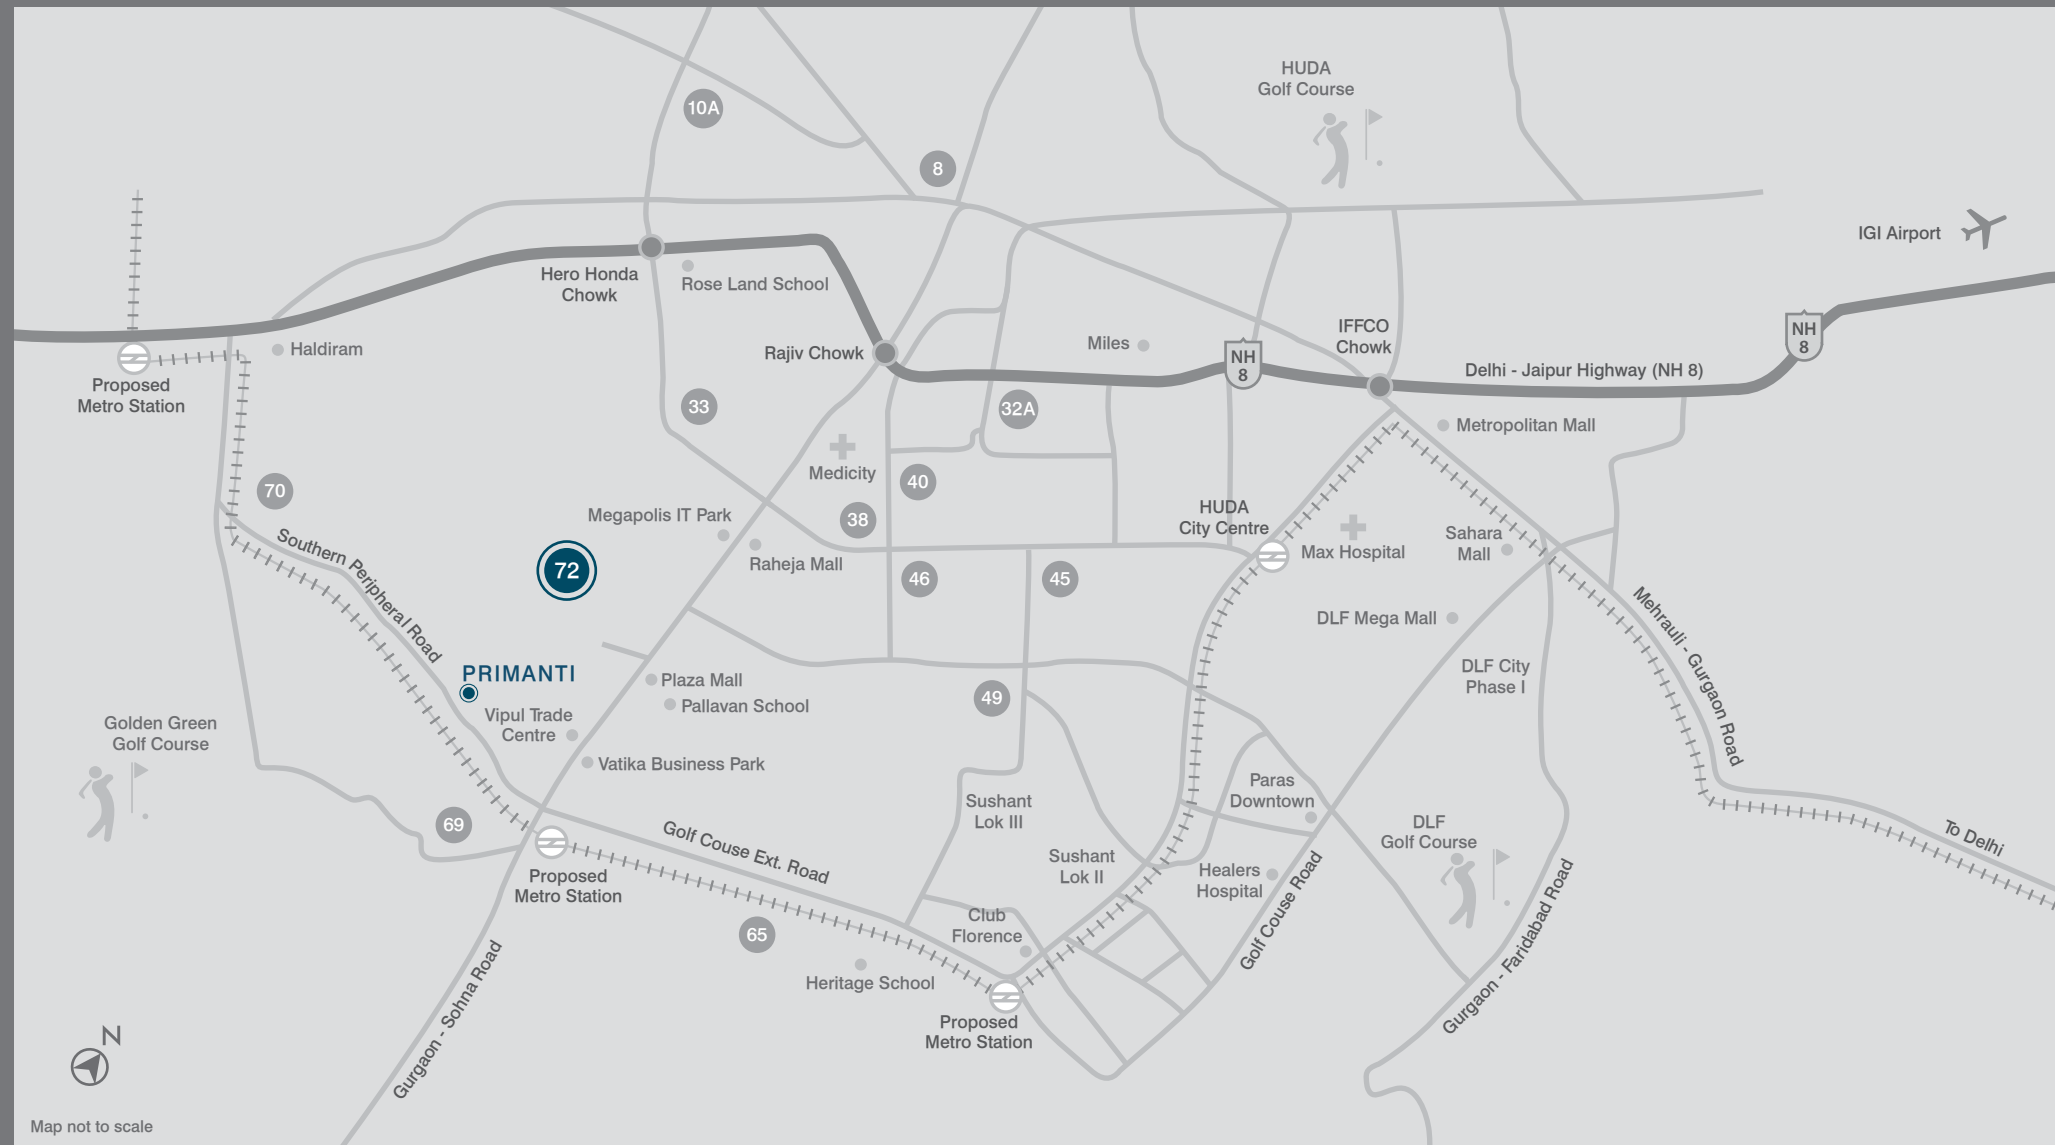 HUDA
Golf Course
10A
8
IGI Airport
Hero Honda
Chowk
Rose Land School
Haldiram
Rajiv Chowk
Miles
NH
8
IFFCO
Chowk
NH
8
Delhi - Jaipur Highway (NH 8)
Proposed
Metro Station
33
32A
Metropolitan Mall
Medicity
40
70
38
Megapolis IT Park
HUDA
City Centre
Max Hospital
Sahara
Mall
Southern Peripheral Road
72
Raheja Mall
46
45
DLF Mega Mall
Mehrauli - Gurgaon Road
PRIMANTI
Plaza Mall
Pallavan School
49
DLF City
Phase I
Golden Green
Golf Course
Vipul Trade
Centre
Vatika Business Park
Paras
Downtown
Sushant
Lok III
69
Golf Couse Ext. Road
DLF
Golf Course
To Delhi
Proposed
Metro Station
Sushant
Lok II
Healers
Hospital
Golf Couse Road
Gurgaon - Faridabad Road
65
Club
Florence
Heritage School
Gurgaon - Sohna Road
Proposed
Metro Station
N
Map not to scale